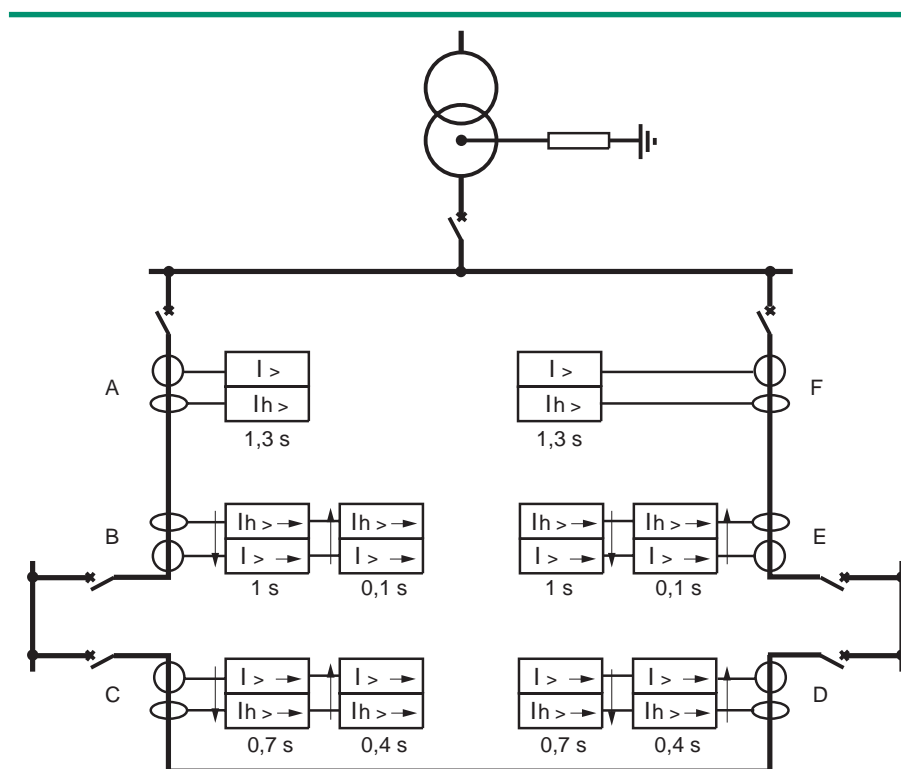 A
I >
Ih >
1,3 s
I >
Ih >
1,3 s
F
B
Ih > → Ih > →
I > → I > →
1 s 0,1 s
Ih > → Ih > →
I > → I > →
1 s 0,1 s
E
C
I > → I > →
Ih > → Ih > →
0,7 s 0,4 s
I > → I > →
Ih > → Ih > →
0,7 s 0,4 s
D